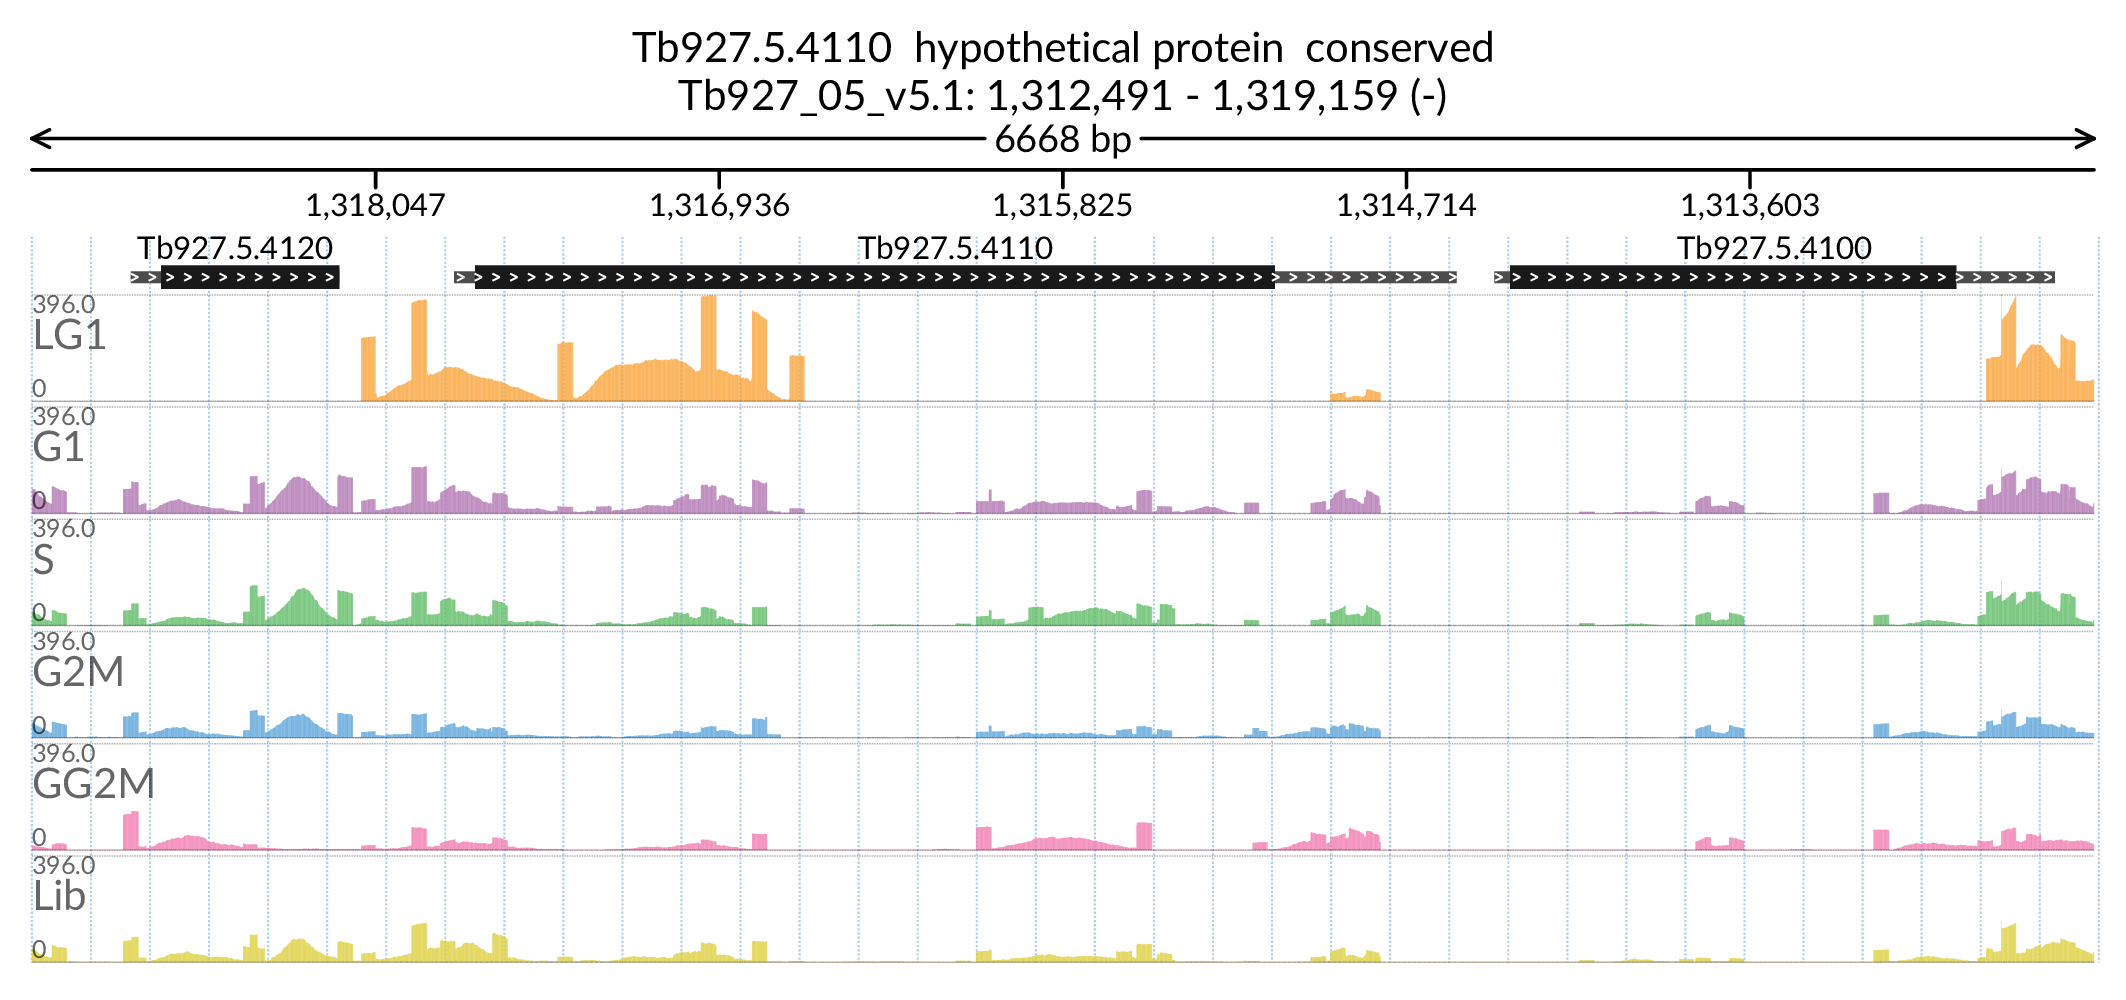 Tb927.5.4110  hypothetical protein  conserved
Tb927_05_v5.1: 1,312,491 - 1,319,159 (-)
6668 bp
1,318,047 1,316,936 1,315,825 1,314,714 1,313,603
Tb927.5.4120 Tb927.5.4110 Tb927.5.4100
396.0
LG1
0
396.0
G1
0
396.0
S
0
396.0
G2M
0
396.0
GG2M
0
396.0
Lib
0